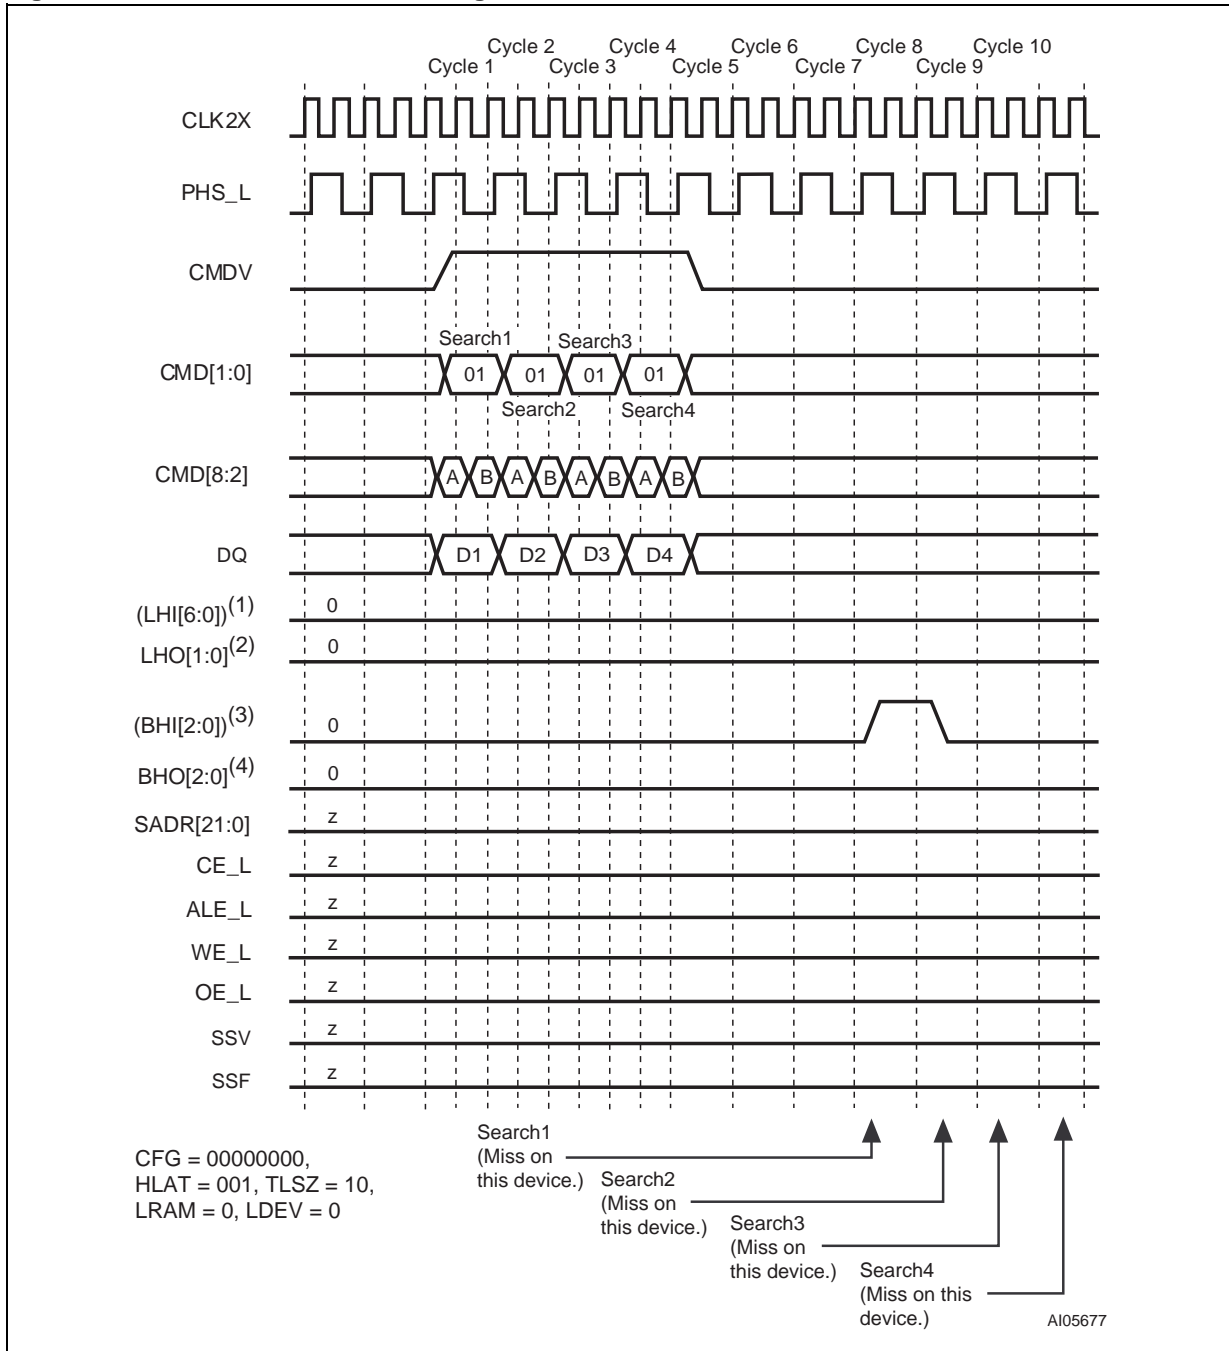 Cycle 2 Cycle 4 Cycle 6 Cycle 8 Cycle 10
Cycle 1 Cycle 3 Cycle 5 Cycle 7 Cycle 9
CLK2X
PHS_L
CMDV
Search1 Search3
CMD[1:0] 01 01 01 01
Search2 Search4
CMD[8:2] A B A B A B A B
DQ D1 D2 D3 D4
(LHI[6:0])(1) 0
LHO[1:0](2) 0
(BHI[2:0])(3) 0
BHO[2:0](4) 0
SADR[21:0] z
CE_L z
ALE_L z
WE_L z
OE_L z
SSV z
SSF z
CFG = 00000000,
HLAT = 001, TLSZ = 10,
LRAM = 0, LDEV = 0
Search1
(Miss on
this device.)
Search2
(Miss on
this device.)
Search3
(Miss on
this device.)
Search4
(Miss on this
device.)
AI05677